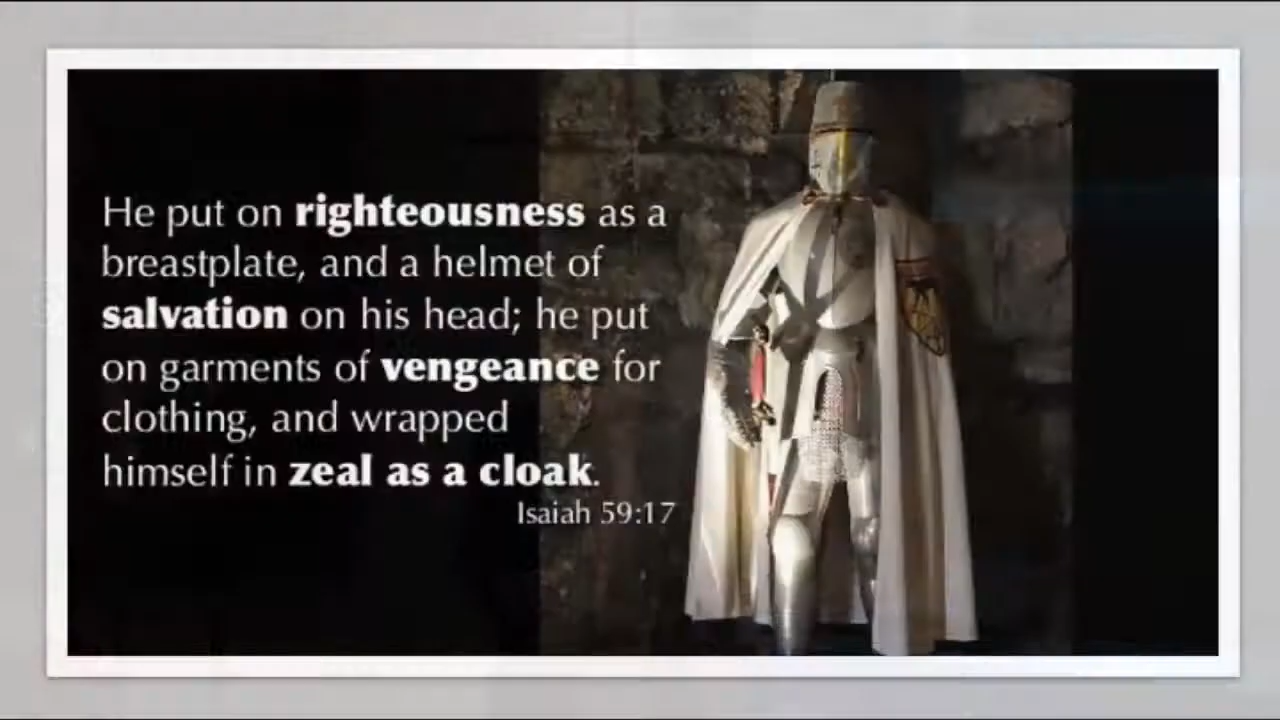 He put on righteousness as a
breastplate, and a helmet of
salvation on his head; he put
on garments of vengeance for
clothing, and wrapped
himself in zeal as a cloak.
Isaiah 59:17